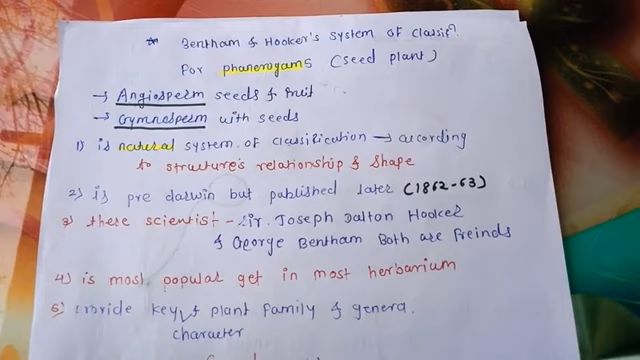 * Bentham & Hooker's System of Classifⁿ.
For phanerogams (seed plant)
→ Angiosperm seeds & fruit
→ Gymnosperm with seeds
1) is natural system of classification → according
to structure's relationship & shape
2) is pre darwin but published later (1862-63)
3) there scientist - Sir. Joseph Dalton Hooker
& George Bentham Both are Freinds
4) is most popular get in most herbarium
5) Provide key of plant family & genera.
character